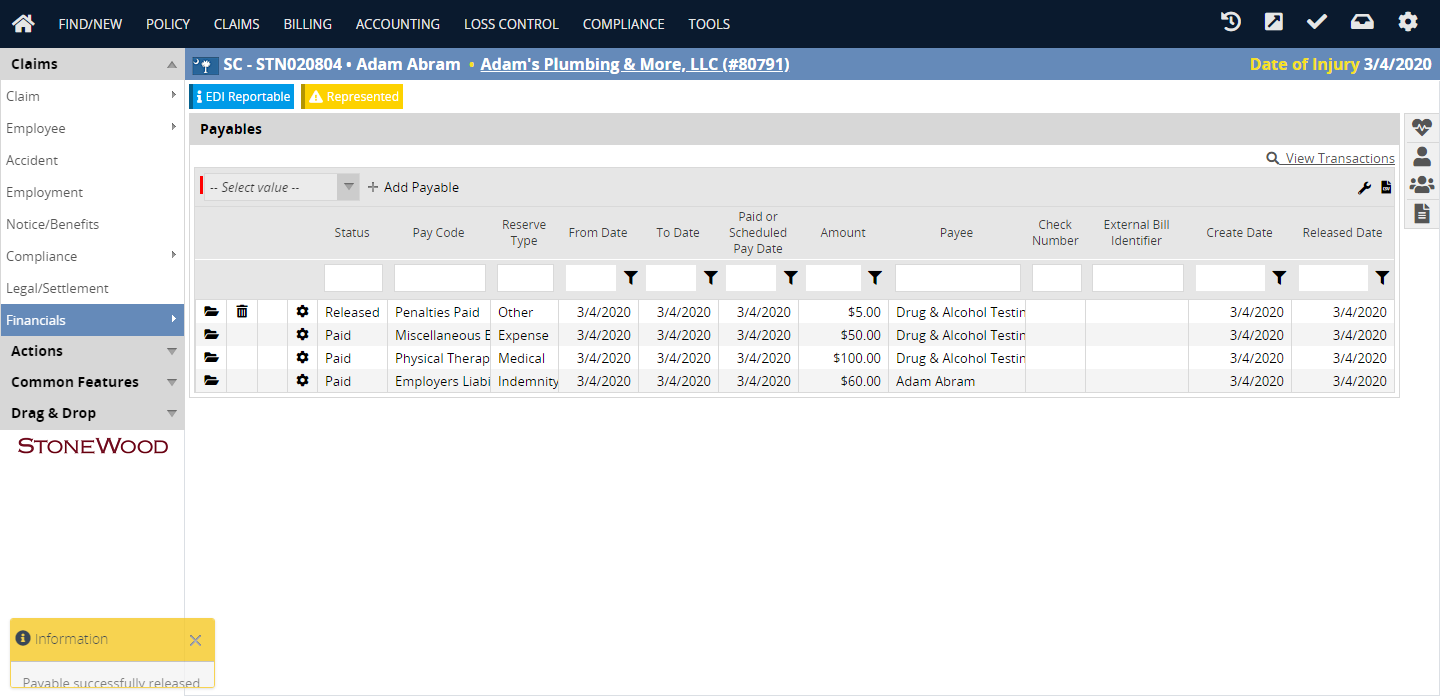 FIND/NEW POLICY CLAIMS BILLING ACCOUNTING LOSS CONTROL COMPLIANCE TOOLS
Claims
SC - STN020804 • Adam Abram • Adam's Plumbing & More, LLC (#80791)
Date of Injury 3/4/2020
Claim
Employee
Accident
Employment
Notice/Benefits
Compliance
Legal/Settlement
Financials
Actions
Common Features
Drag & Drop
STONEWOOD
EDI Reportable
Represented
Payables
View Transactions
-- Select value --
Add Payable
CSV
Status Pay Code Reserve Type From Date To Date Paid or Scheduled Pay Date Amount Payee Check Number External Bill Identifier Create Date Released Date
Released Penalties Paid Other 3/4/2020 3/4/2020 3/4/2020 $5.00 Drug & Alcohol Testin 3/4/2020 3/4/2020
Paid Miscellaneous E Expense 3/4/2020 3/4/2020 3/4/2020 $50.00 Drug & Alcohol Testin 3/4/2020 3/4/2020
Paid Physical Therap Medical 3/4/2020 3/4/2020 3/4/2020 $100.00 Drug & Alcohol Testin 3/4/2020 3/4/2020
Paid Employers Liabi Indemnity 3/4/2020 3/4/2020 3/4/2020 $60.00 Adam Abram 3/4/2020 3/4/2020
Information
Payable successfully released